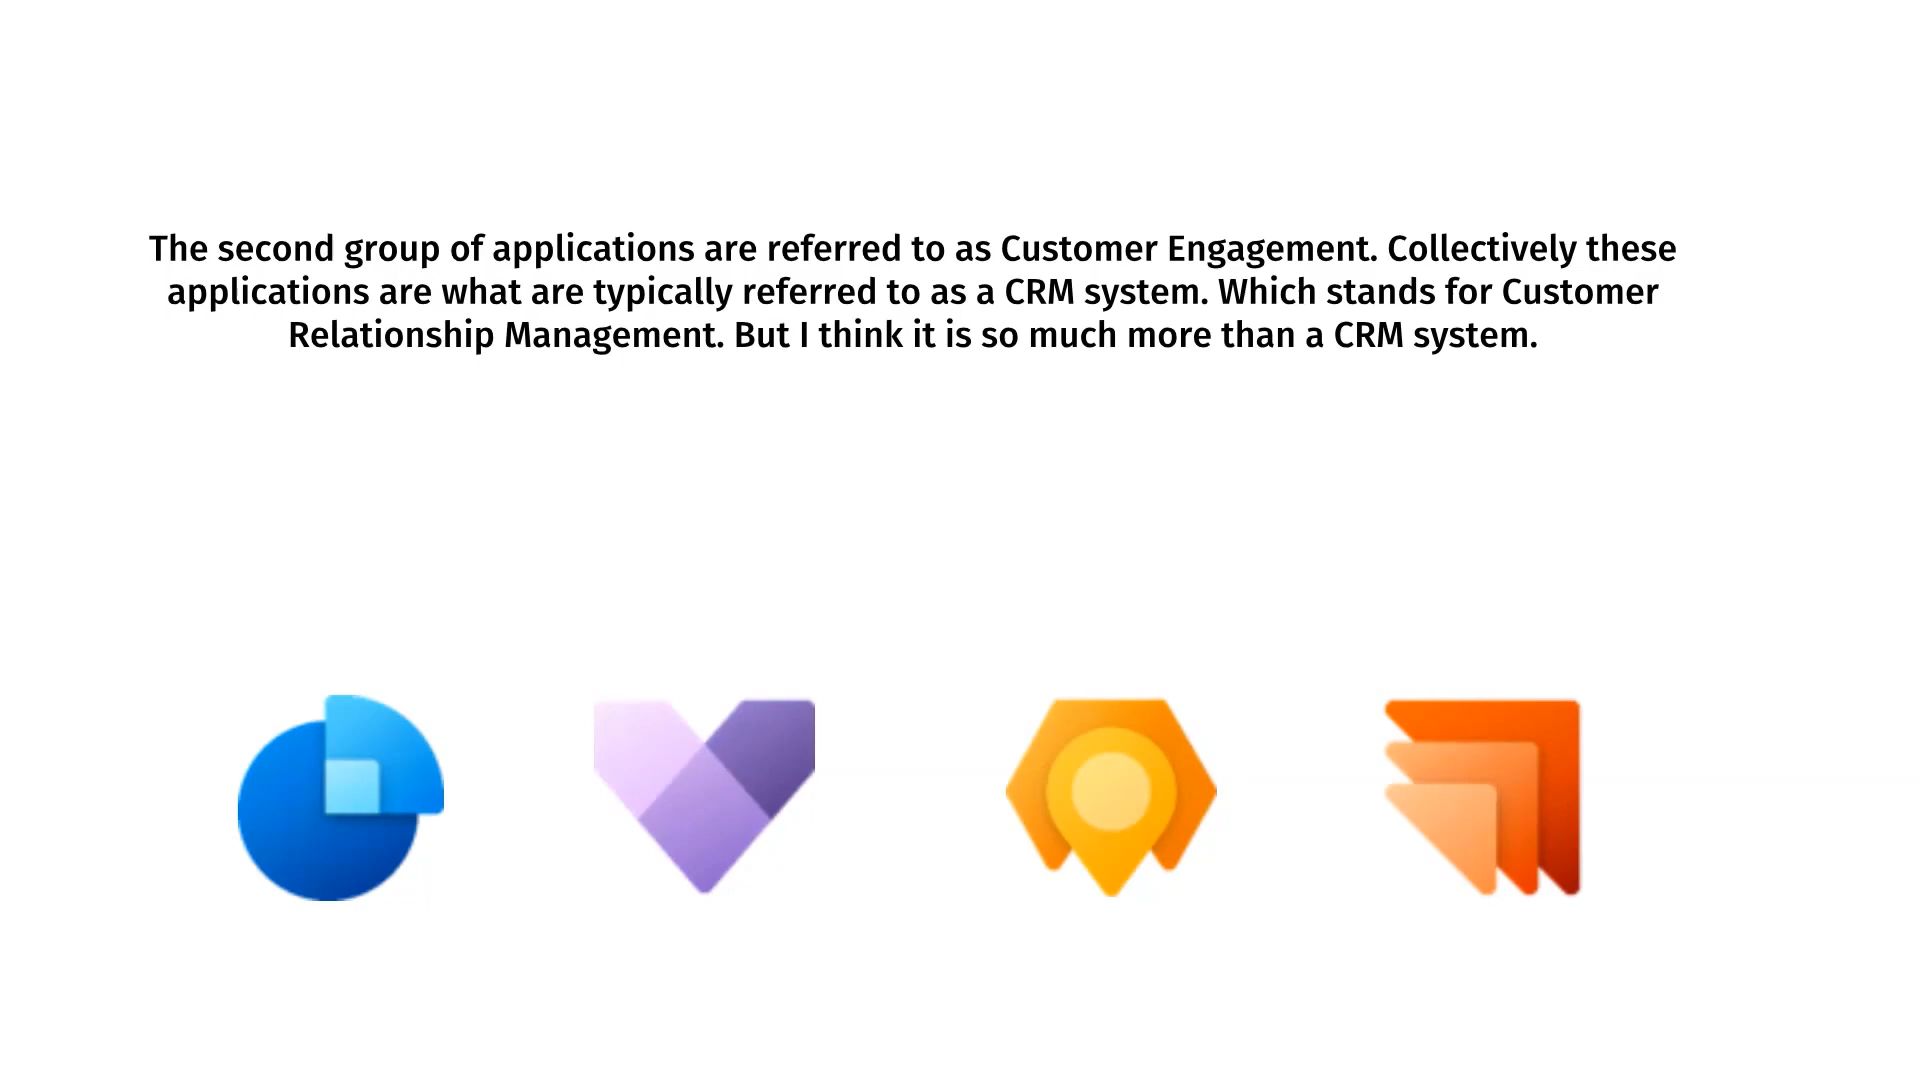 The second group of applications are referred to as Customer Engagement. Collectively these
applications are what are typically referred to as a CRM system. Which stands for Customer
Relationship Management. But I think it is so much more than a CRM system.